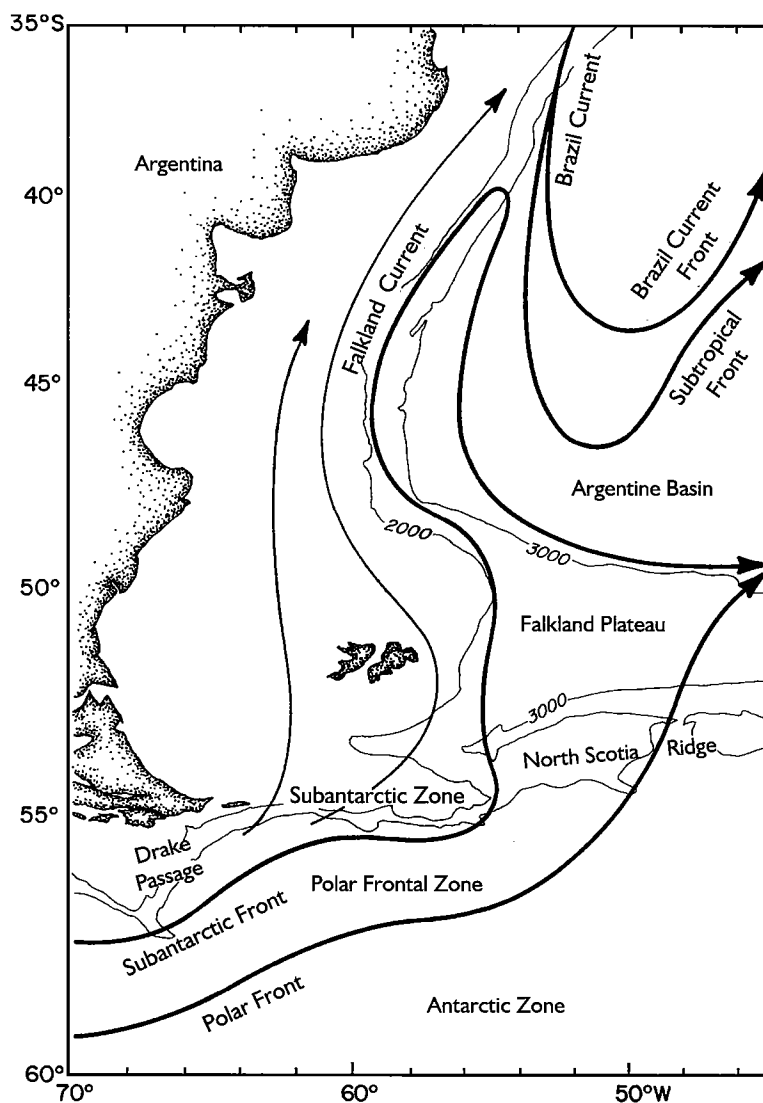 35°S
Argentina
Brazil Current
40°
Brazil Current
Front
Falkland Current
Subtropical
Front
45°
Argentine Basin
2000
3000
50°
Falkland Plateau
3000
North Scotia Ridge
Subantarctic Zone
55°
Drake
Passage
Polar Frontal Zone
Subantarctic Front
Polar Front
Antarctic Zone
60°
70° 60° 50°W